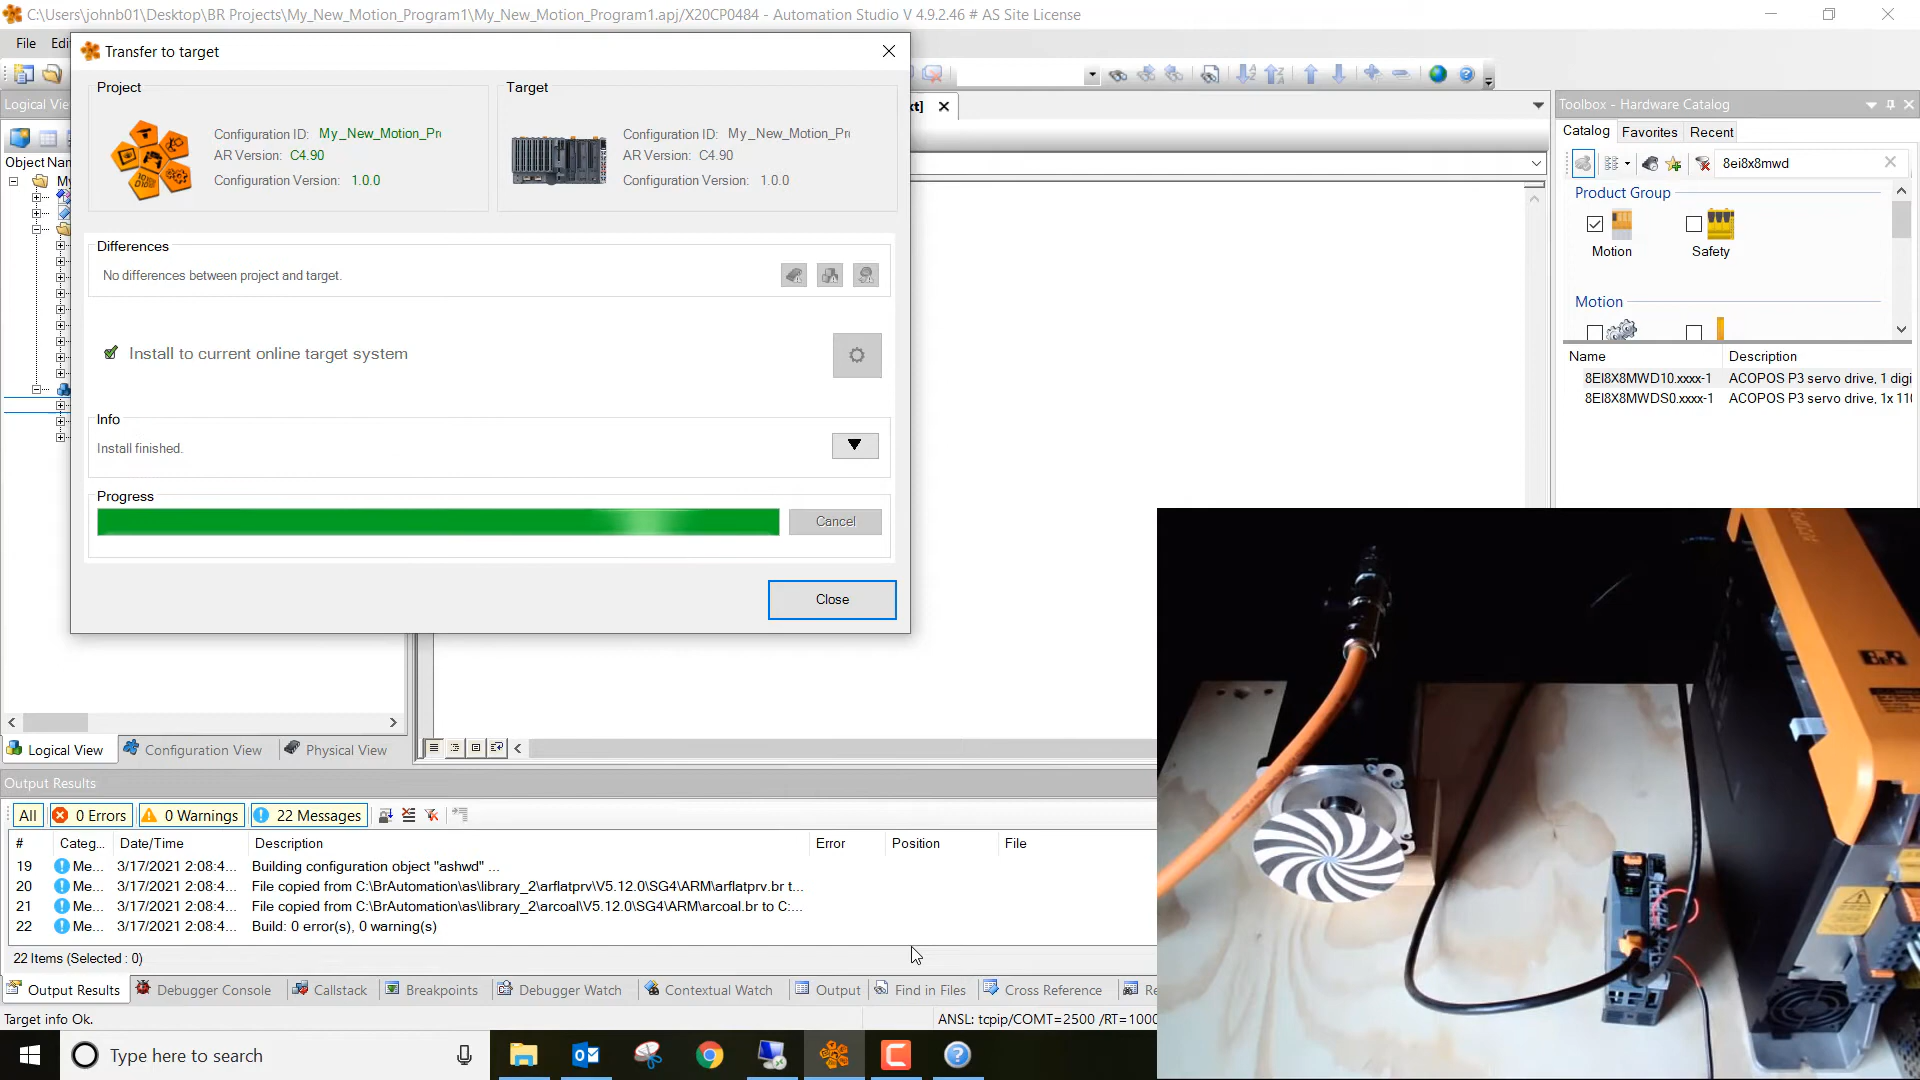 C:\Users\johnb01\Desktop\BR Projects\My_New_Motion_Program1\My_New_Motion_Program1.apj/X20CP0484 - Automation Studio V 4.9.2.46 # AS Site License
File
Transfer to target
Project
Target
Configuration ID: My_New_Motion_Pr
AR Version: C4.90
Configuration Version: 1.0.0
Configuration ID: My_New_Motion_Pr
AR Version: C4.90
Configuration Version: 1.0.0
Differences
No differences between project and target.
Install to current online target system
Info
Install finished.
Progress
Cancel
Close
Toolbox - Hardware Catalog
Catalog
Favorites
Recent
8ei8x8mwd
Product Group
Motion
Safety
Motion
Name
Description
8EI8X8MWD10.xxxx-1 ACOPOS P3 servo drive, 1 digi
8EI8X8MWDS0.xxxx-1 ACOPOS P3 servo drive, 1x 11
Logical View
Configuration View
Physical View
Output Results
All
0 Errors
0 Warnings
22 Messages
# Categ... Date/Time Description Error Position File
19 Me... 3/17/2021 2:08:4... Building configuration object "ashwd" ...
20 Me... 3/17/2021 2:08:4... File copied from C:\BrAutomation\as\library_2\arflatprv\V5.12.0\SG4\ARM\arflatprv.br t...
21 Me... 3/17/2021 2:08:4... File copied from C:\BrAutomation\as\library_2\arcoal\V5.12.0\SG4\ARM\arcoal.br to C:...
22 Me... 3/17/2021 2:08:4... Build: 0 error(s), 0 warning(s)
22 Items (Selected : 0)
Output Results
Debugger Console
Callstack
Breakpoints
Debugger Watch
Contextual Watch
Output
Find in Files
Cross Reference
Target info Ok.
ANSL: tcpip/COMT=2500 /RT=1000
Type here to search